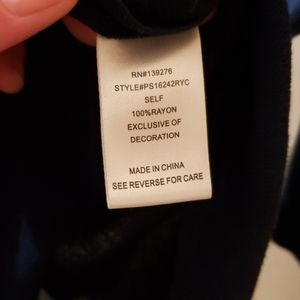 RN#139276
STYLE#PS16242RYC
SELF
100%RAYON
EXCLUSIVE OF
DECORATION
MADE IN CHINA
SEE REVERSE FOR CARE